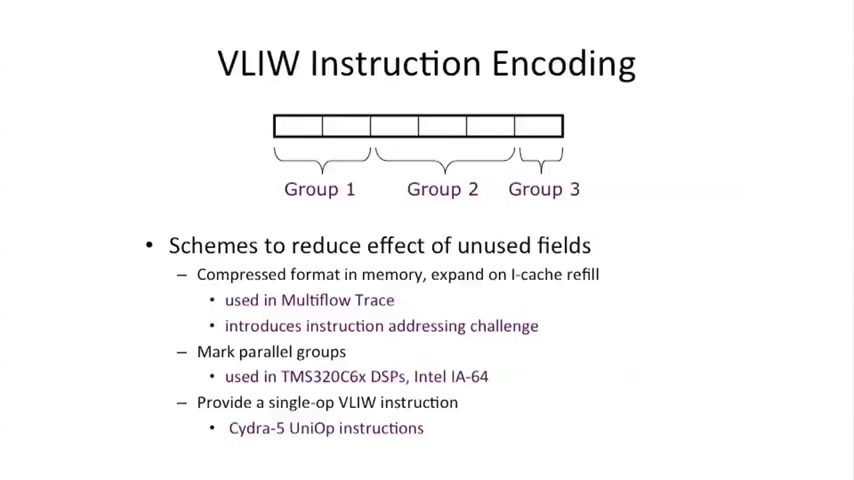 VLIW Instruction Encoding
Group 1 Group 2 Group 3
• Schemes to reduce effect of unused fields
– Compressed format in memory, expand on I-cache refill
• used in Multiflow Trace
• introduces instruction addressing challenge
– Mark parallel groups
• used in TMS320C6x DSPs, Intel IA-64
– Provide a single-op VLIW instruction
• Cydra-5 UniOp instructions